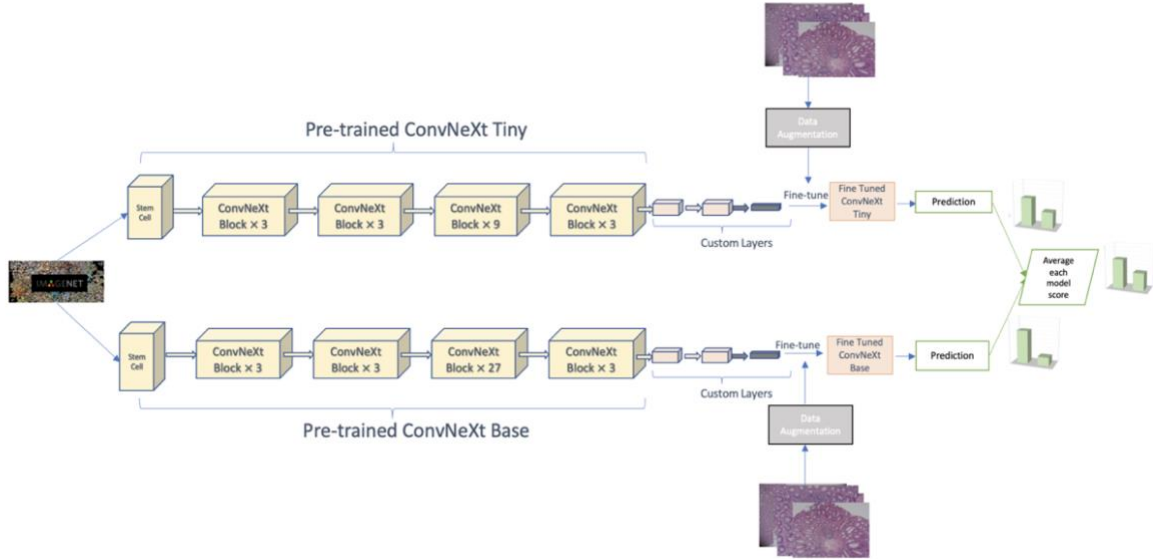 Data
Augmentation
Pre-trained ConvNeXt Tiny
Stem
Cell
ConvNeXt
Block × 3
ConvNeXt
Block × 3
ConvNeXt
Block × 9
ConvNeXt
Block × 3
Fine-tune
Fine Tuned
ConvNeXt
Tiny
Prediction
Custom Layers
IMAGENET
Average
each
model
score
Stem
Cell
ConvNeXt
Block × 3
ConvNeXt
Block × 3
ConvNeXt
Block × 27
ConvNeXt
Block × 3
Fine-tune
Fine Tuned
ConvNeXt
Base
Prediction
Custom Layers
Pre-trained ConvNeXt Base
Data
Augmentation